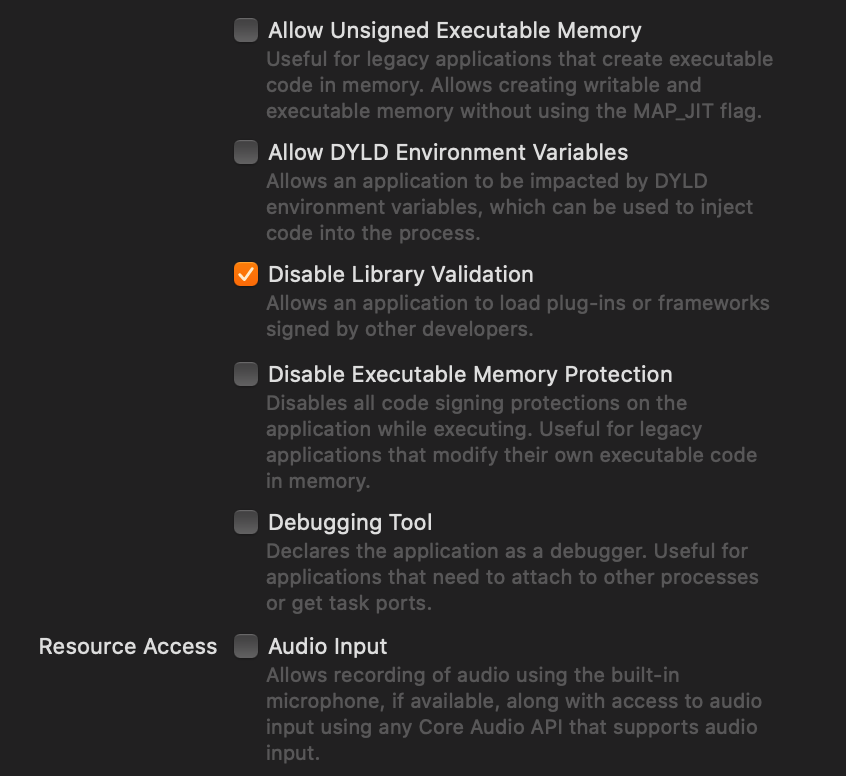 Allow Unsigned Executable Memory
Useful for legacy applications that create executable
code in memory. Allows creating writable and
executable memory without using the MAP_JIT flag.
Allow DYLD Environment Variables
Allows an application to be impacted by DYLD
environment variables, which can be used to inject
code into the process.
Disable Library Validation
Allows an application to load plug-ins or frameworks
signed by other developers.
Disable Executable Memory Protection
Disables all code signing protections on the
application while executing. Useful for legacy
applications that modify their own executable code
in memory.
Debugging Tool
Declares the application as a debugger. Useful for
applications that need to attach to other processes
or get task ports.
Resource Access Audio Input
Allows recording of audio using the built-in
microphone, if available, along with access to audio
input using any Core Audio API that supports audio
input.